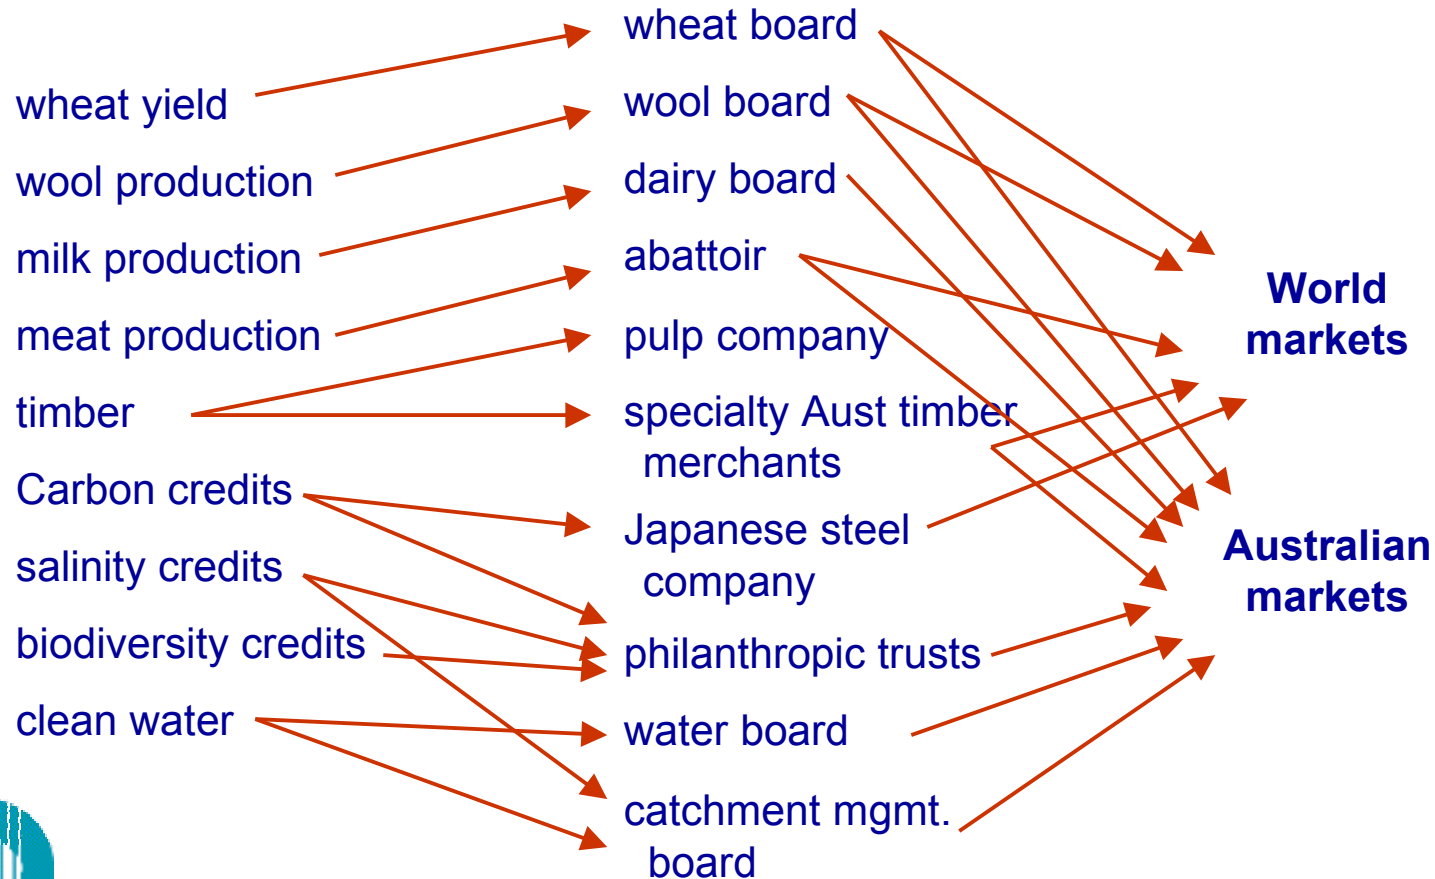 wheat yield
wool production
milk production
meat production
timber
Carbon credits
salinity credits
biodiversity credits
clean water
wheat board
wool board
dairy board
abattoir
pulp company
specialty Aust timber
merchants
Japanese steel
company
philanthropic trusts
water board
catchment mgmt.
board
World
markets
Australian
markets